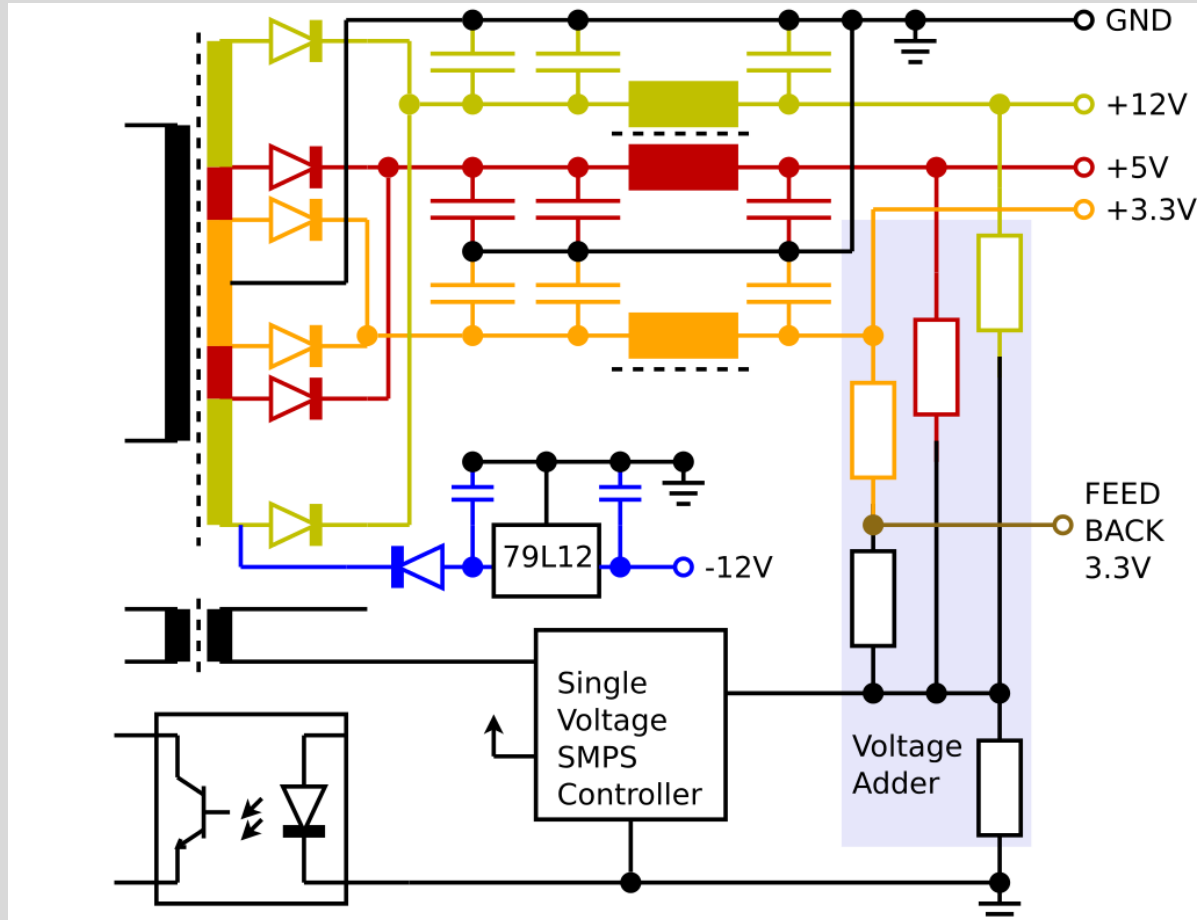 GND
+12V
+5V
+3.3V
FEED
BACK
3.3V
79L12
-12V
Single
Voltage
SMPS
Controller
Voltage
Adder